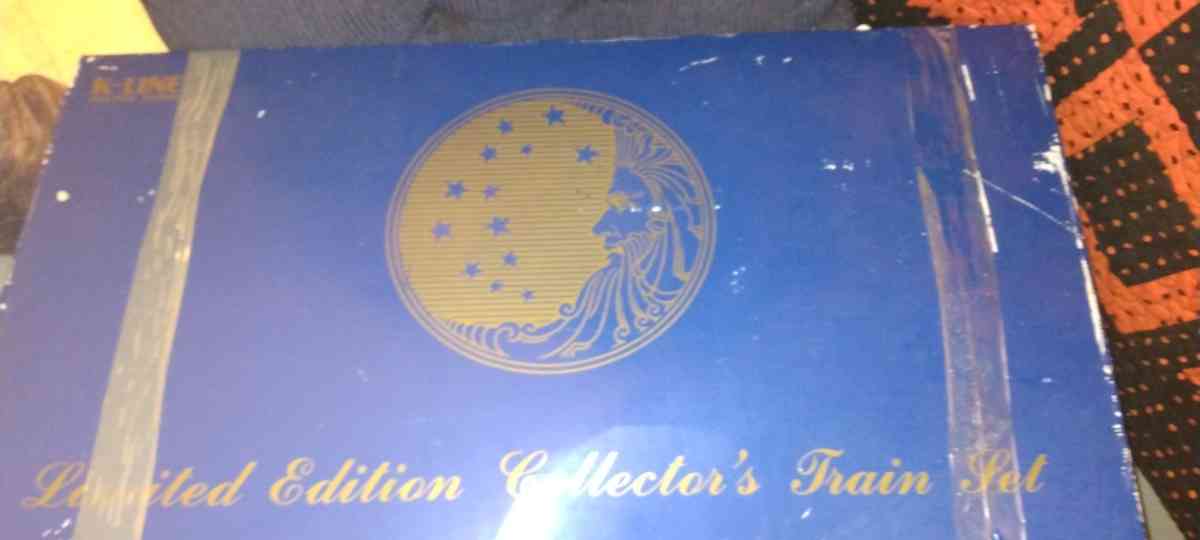 K-LINE
Limited Edition Collector's Train Set